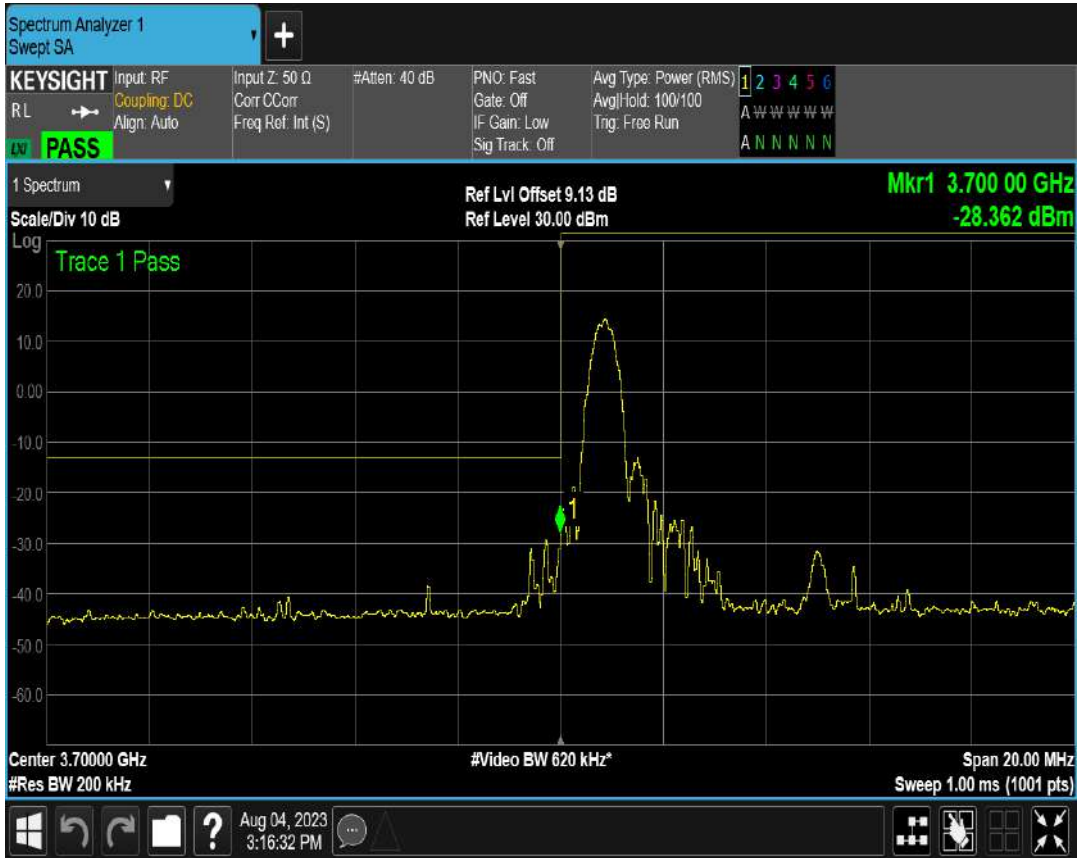 Spectrum Analyzer 1
Swept SA
+
KEYSIGHT
RL
LXI PASS
Input: RF
Coupling: DC
Align: Auto
Input Z: 50 Ω
Corr CCorr
Freq Ref: Int (S)
#Atten: 40 dB
PNO: Fast
Gate: Off
IF Gain: Low
Sig Track: Off
Avg Type: Power (RMS)
Avg|Hold: 100/100
Trig: Free Run
1 2 3 4 5 6
A W W W W W
A N N N N N
1 Spectrum
Scale/Div 10 dB
Ref Lvl Offset 9.13 dB
Ref Level 30.00 dBm
Mkr1 3.700 00 GHz
-28.362 dBm
Log
Trace 1 Pass
20.0
10.0
0.00
-10.0
-20.0
-30.0
-40.0
-50.0
-60.0
1
Center 3.70000 GHz
#Res BW 200 kHz
#Video BW 620 kHz*
Span 20.00 MHz
Sweep 1.00 ms (1001 pts)
?
Aug 04, 2023
3:16:32 PM